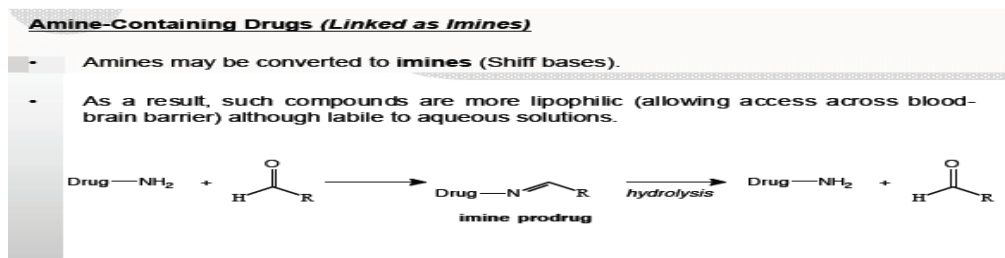 Amine-Containing Drugs (Linked as Imines)
• Amines may be converted to imines (Shiff bases).
• As a result, such compounds are more lipophilic (allowing access across blood-
brain barrier) although labile to aqueous solutions.
O O
Drug—NH₂ + H R Drug—N R hydrolysis Drug—NH₂ + H R
imine prodrug